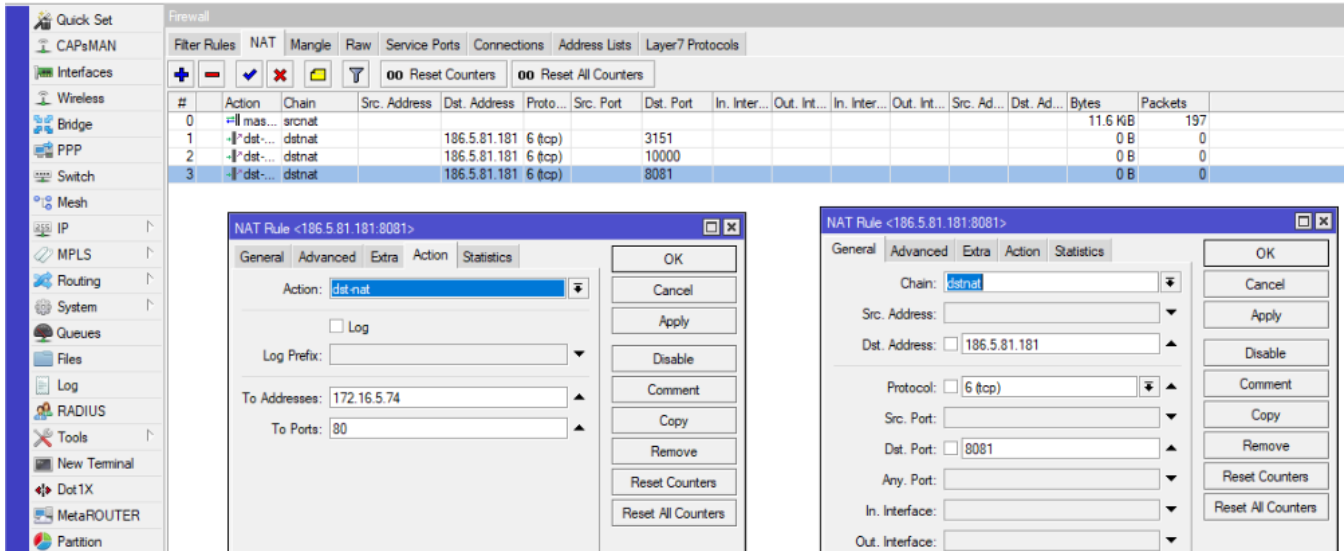 Quick Set
CAPsMAN
Interfaces
Wireless
Bridge
PPP
Switch
Mesh
IP
MPLS
Routing
System
Queues
Files
Log
RADIUS
Tools
New Terminal
Dot1X
MetaROUTER
Partition
Firewall
Filter Rules NAT Mangle Raw Service Ports Connections Address Lists Layer7 Protocols
00 Reset Counters 00 Reset All Counters
# Action Chain Src. Address Dst. Address Proto... Src. Port Dst. Port In. Inter... Out. Int... In. Inter... Out. Int... Src. Ad... Dst. Ad... Bytes Packets
0 mas... srcnat 11.6 KiB 197
1 dst-... dstnat 186.5.81.181 6 (tcp) 3151 0 B 0
2 dst-... dstnat 186.5.81.181 6 (tcp) 10000 0 B 0
3 dst-... dstnat 186.5.81.181 6 (tcp) 8081 0 B 0
NAT Rule <186.5.81.181:8081>
General Advanced Extra Action Statistics
Action: dst-nat
Log
Log Prefix:
To Addresses: 172.16.5.74
To Ports: 80
OK
Cancel
Apply
Disable
Comment
Copy
Remove
Reset Counters
Reset All Counters
NAT Rule <186.5.81.181:8081>
General Advanced Extra Action Statistics
Chain: dstnat
Src. Address:
Dst. Address: 186.5.81.181
Protocol: 6 (tcp)
Src. Port:
Dst. Port: 8081
Any. Port:
In. Interface:
Out. Interface:
OK
Cancel
Apply
Disable
Comment
Copy
Remove
Reset Counters
Reset All Counters